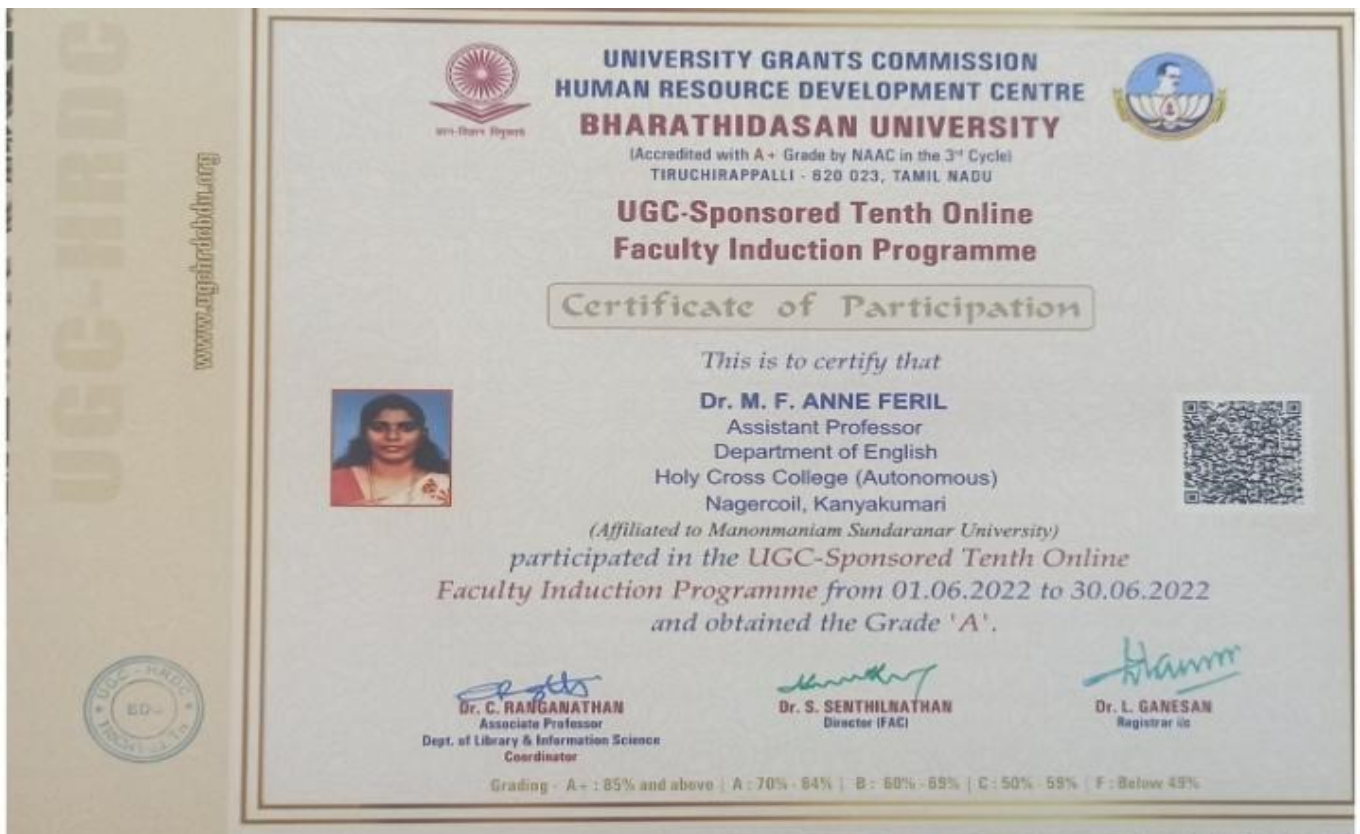 UGC-HRDC
www.ugchrdcbdu.org
UNIVERSITY GRANTS COMMISSION
HUMAN RESOURCE DEVELOPMENT CENTRE
BHARATHIDASAN UNIVERSITY
(Accredited with A+ Grade by NAAC in the 3rd Cycle)
TIRUCHIRAPPALLI - 620 023, TAMIL NADU
UGC-Sponsored Tenth Online
Faculty Induction Programme
Certificate of Participation
This is to certify that
Dr. M. F. ANNE FERIL
Assistant Professor
Department of English
Holy Cross College (Autonomous)
Nagercoil, Kanyakumari
(Affiliated to Manonmaniam Sundaranar University)
participated in the UGC-Sponsored Tenth Online
Faculty Induction Programme from 01.06.2022 to 30.06.2022
and obtained the Grade 'A'.
Dr. C. RANGANATHAN
Associate Professor
Dept. of Library & Information Science
Coordinator
Dr. S. SENTHILNATHAN
Director (FAC)
Dr. L. GANESAN
Registrar i/c
UGC - HRDC
BDU
Grading - A+ : 85% and above | A : 70% - 84% | B : 60% - 69% | C : 50% - 59% | F : Below 49%